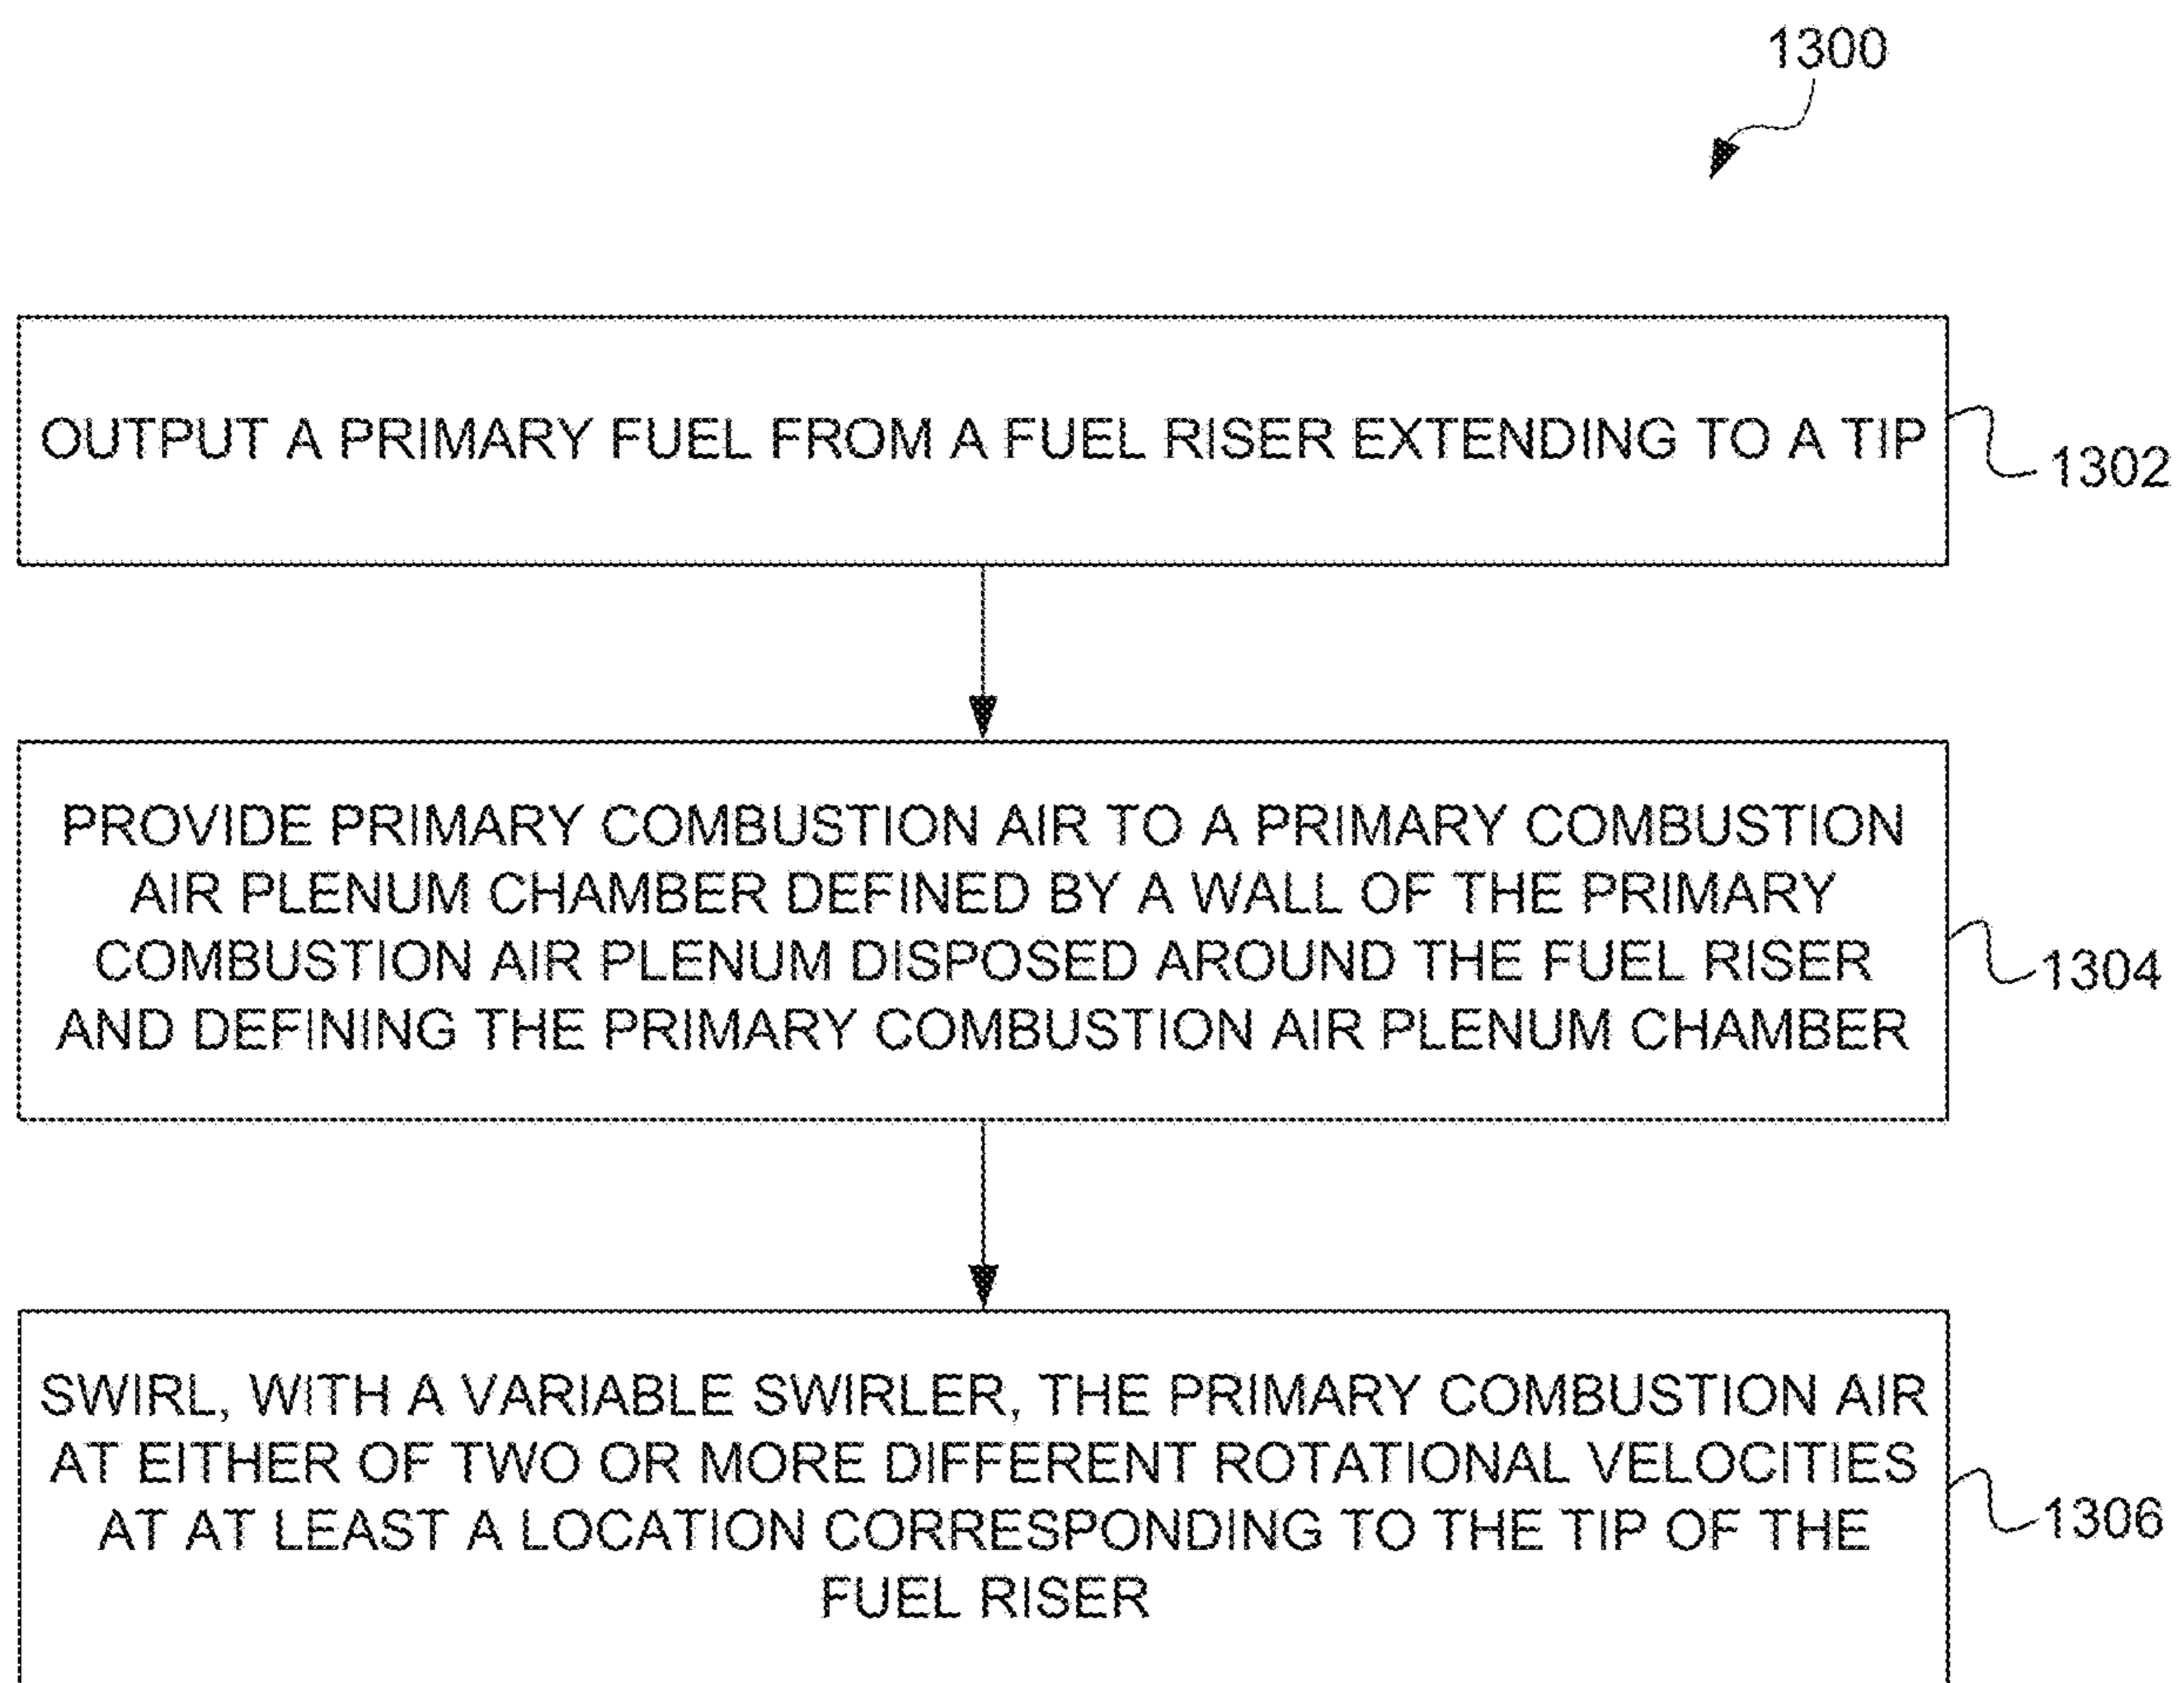 1300
OUTPUT A PRIMARY FUEL FROM A FUEL RISER EXTENDING TO A TIP
1302
PROVIDE PRIMARY COMBUSTION AIR TO A PRIMARY COMBUSTION
AIR PLENUM CHAMBER DEFINED BY A WALL OF THE PRIMARY
COMBUSTION AIR PLENUM DISPOSED AROUND THE FUEL RISER
AND DEFINING THE PRIMARY COMBUSTION AIR PLENUM CHAMBER
1304
SWIRL, WITH A VARIABLE SWIRLER, THE PRIMARY COMBUSTION AIR
AT EITHER OF TWO OR MORE DIFFERENT ROTATIONAL VELOCITIES
AT AT LEAST A LOCATION CORRESPONDING TO THE TIP OF THE
FUEL RISER
1306